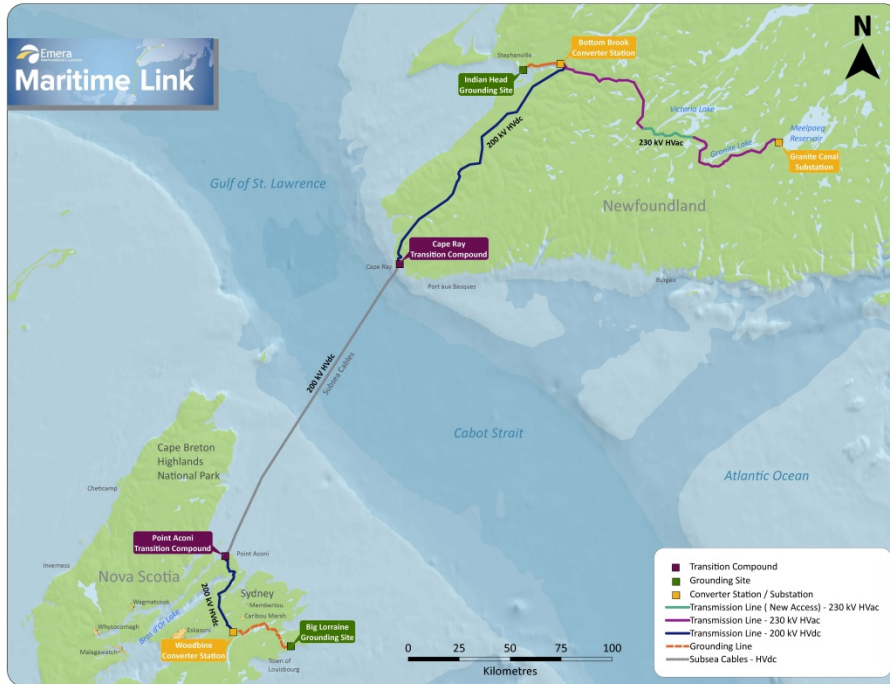 Emera
Newfoundland & Labrador
Maritime Link
N
Stephenville
Bottom Brook
Converter Station
Indian Head
Grounding Site
200 kV HVdc
Victoria Lake
230 kV HVac
Granite Lake
Meelpaeg
Reservoir
Granite Canal
Substation
Gulf of St. Lawrence
Newfoundland
Cape Ray
Transition Compound
Cape Ray
Port aux Basques
Burgeo
200 kV HVdc
Subsea Cables
Cabot Strait
Atlantic Ocean
Cape Breton
Highlands
National Park
Cheticamp
Point Aconi
Transition Compound
Point Aconi
Inverness
Nova Scotia
200 kV HVdc
Sydney
Membertou
Caribou Marsh
Wagmatcook
Whycocomagh
Bras d'Or Lake
Eskasoni
Malagawatch
Woodbine
Converter Station
Big Lorraine
Grounding Site
Town of
Louisbourg
0 20 40 60 80 100
Kilometres
Transition Compound
Grounding Site
Converter Station / Substation
Transmission Line ( New Access) - 230 kV HVac
Transmission Line - 230 kV HVac
Transmission Line - 200 kV HVdc
Grounding Line
Subsea Cables - HVdc